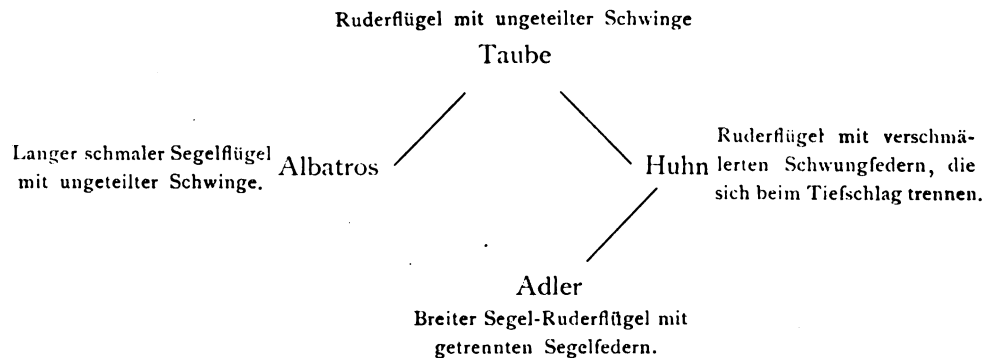 Ruderflügel mit ungeteilter Schwinge
Taube
Langer schmaler Segelflügel
mit ungeteilter Schwinge.
Albatros
Huhn
Ruderflügel mit verschmä-
lerten Schwungfedern, die
sich beim Tiefschlag trennen.
Adler
Breiter Segel-Ruderflügel mit
getrennten Segelfedern.